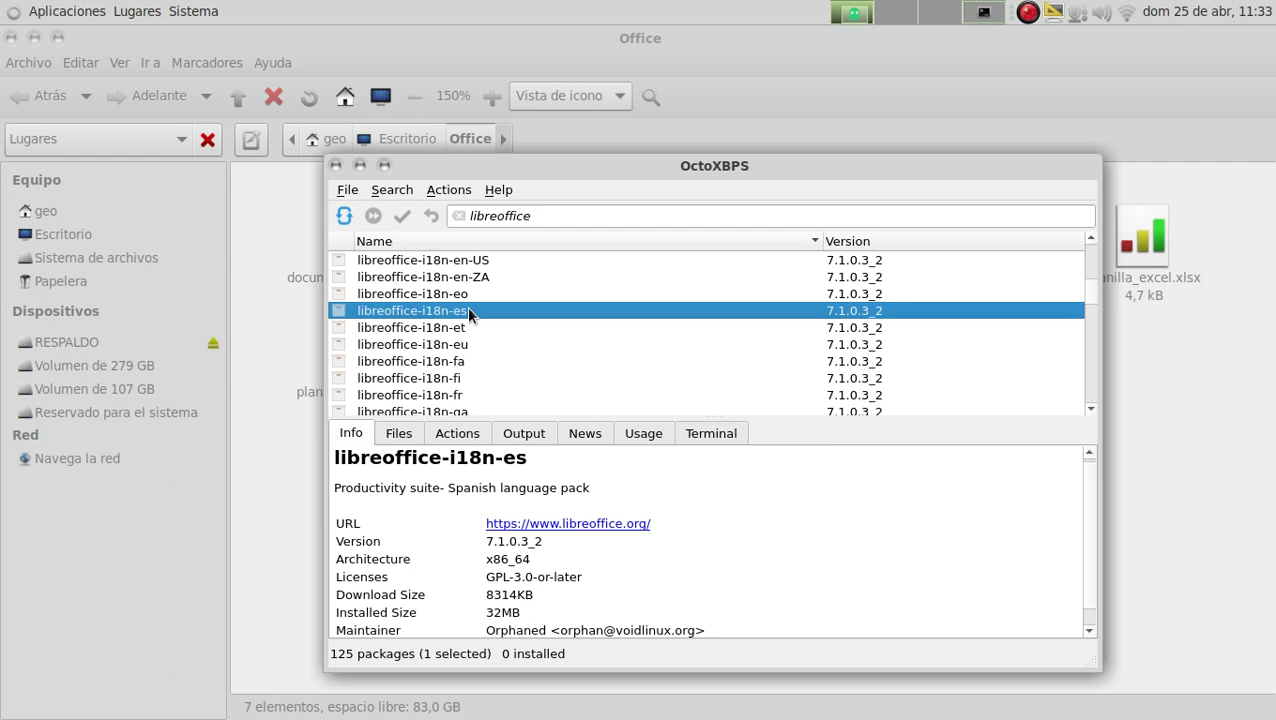 Aplicaciones Lugares Sistema
dom 25 de abr, 11:33
Office
Archivo Editar Ver Ir a Marcadores Ayuda
Atrás Adelante 150% Vista de icono
Lugares geo Escritorio Office
Equipo
geo
Escritorio
Sistema de archivos
Papelera
Dispositivos
RESPALDO
Volumen de 279 GB
Volumen de 107 GB
Reservado para el sistema
Red
Navega la red
OctoXBPS
File Search Actions Help
libreoffice
Name Version
libreoffice-i18n-en-US 7.1.0.3_2
libreoffice-i18n-en-ZA 7.1.0.3_2
libreoffice-i18n-eo 7.1.0.3_2
libreoffice-i18n-es 7.1.0.3_2
libreoffice-i18n-et 7.1.0.3_2
libreoffice-i18n-eu 7.1.0.3_2
libreoffice-i18n-fa 7.1.0.3_2
libreoffice-i18n-fi 7.1.0.3_2
libreoffice-i18n-fr 7.1.0.3_2
libreoffice-i18n-ga 7.1.0.3_2
Info Files Actions Output News Usage Terminal
libreoffice-i18n-es
Productivity suite- Spanish language pack
URL https://www.libreoffice.org/
Version 7.1.0.3_2
Architecture x86_64
Licenses GPL-3.0-or-later
Download Size 8314KB
Installed Size 32MB
Maintainer Orphaned <orphan@voidlinux.org>
125 packages (1 selected) 0 installed
docum
plan
anilla_excel.xlsx
4,7 kB
7 elementos, espacio libre: 83,0 GB